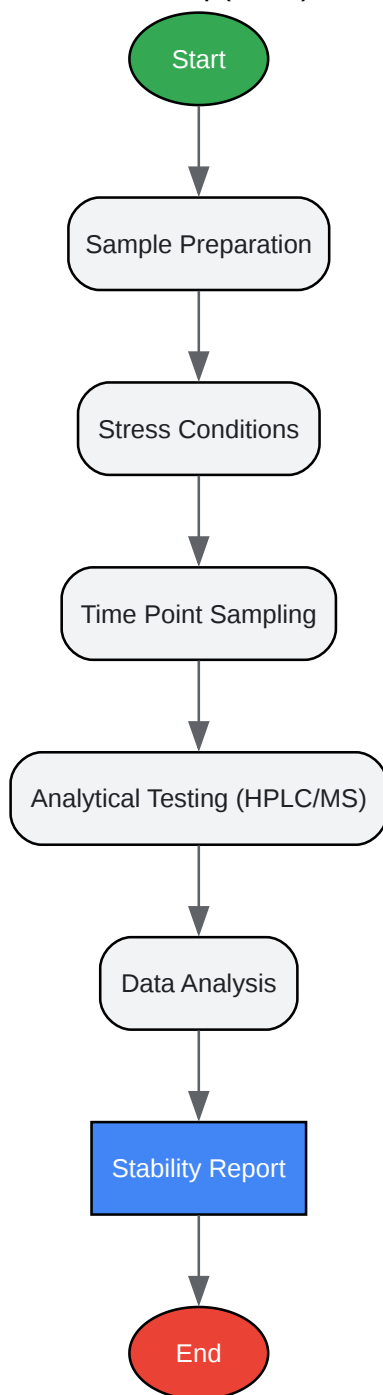 Start
Sample Preparation
Stress Conditions
Time Point Sampling
Analytical Testing (HPLC/MS)
Data Analysis
Stability Report
End